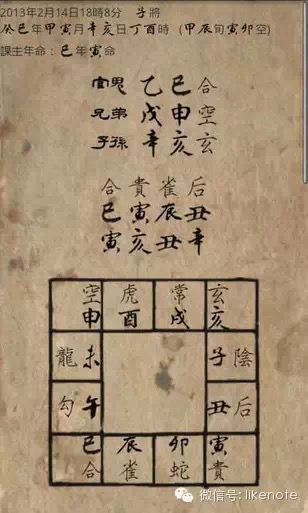 2013年2月14日18時8分 子將
癸巳年甲寅月辛亥日丁酉時 (甲辰旬寅卯空)
課主年命:巳年寅命
官鬼 乙巳合
兄弟 戊申空
子孫 辛亥玄
合貴雀后
巳寅辰丑
寅亥丑辛
空虎常玄
申酉戌亥
龍未 子陰
勾午 丑后
巳辰卯寅
合雀蛇貴
微信号: likenote